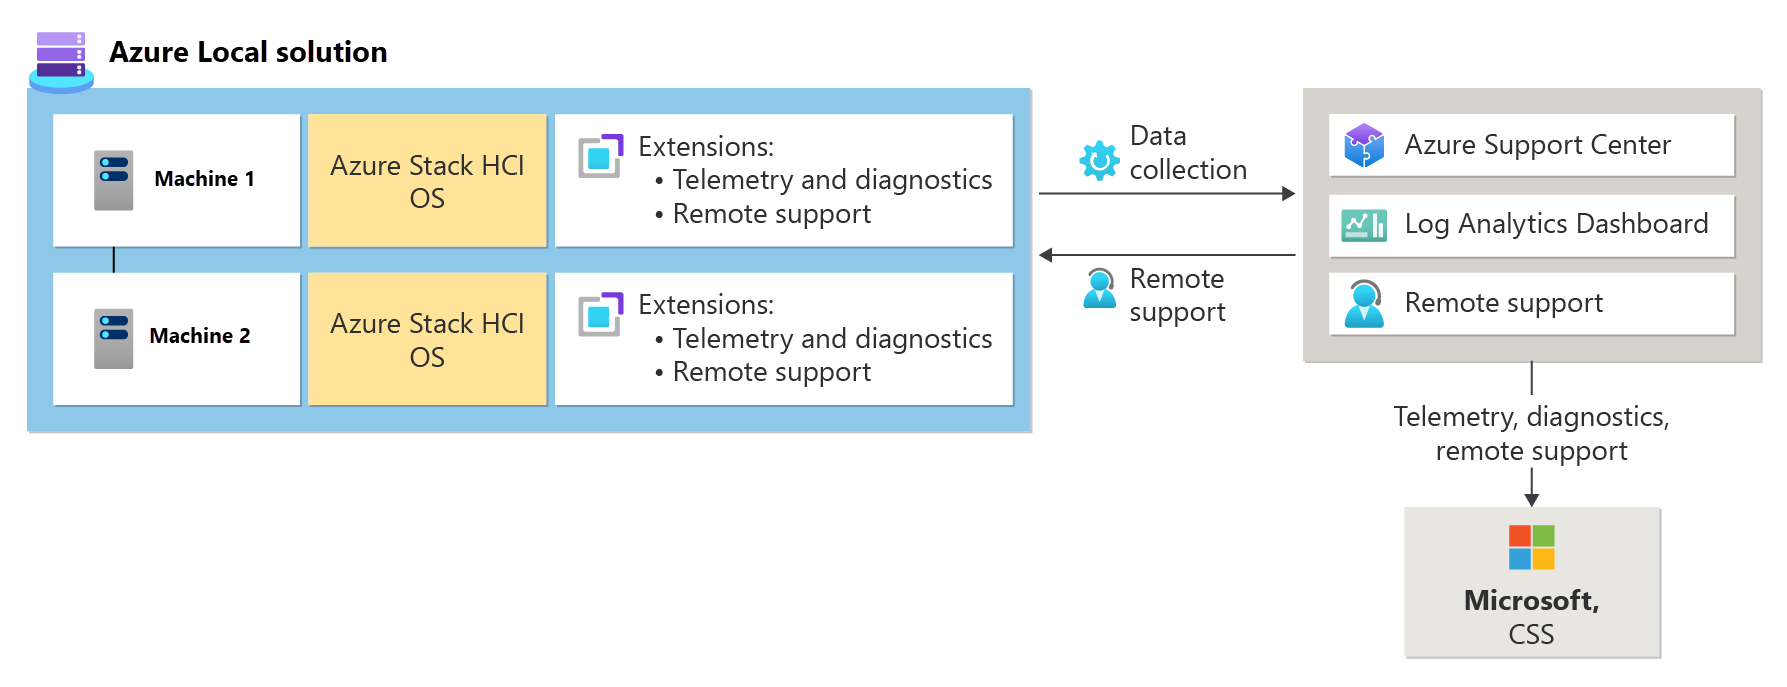 Azure Local solution
Machine 1
Azure Stack HCI
OS
Extensions:
• Telemetry and diagnostics
• Remote support
Machine 2
Azure Stack HCI
OS
Extensions:
• Telemetry and diagnostics
• Remote support
Data
collection
Remote
support
Azure Support Center
Log Analytics Dashboard
Remote support
Telemetry, diagnostics,
remote support
Microsoft,
CSS